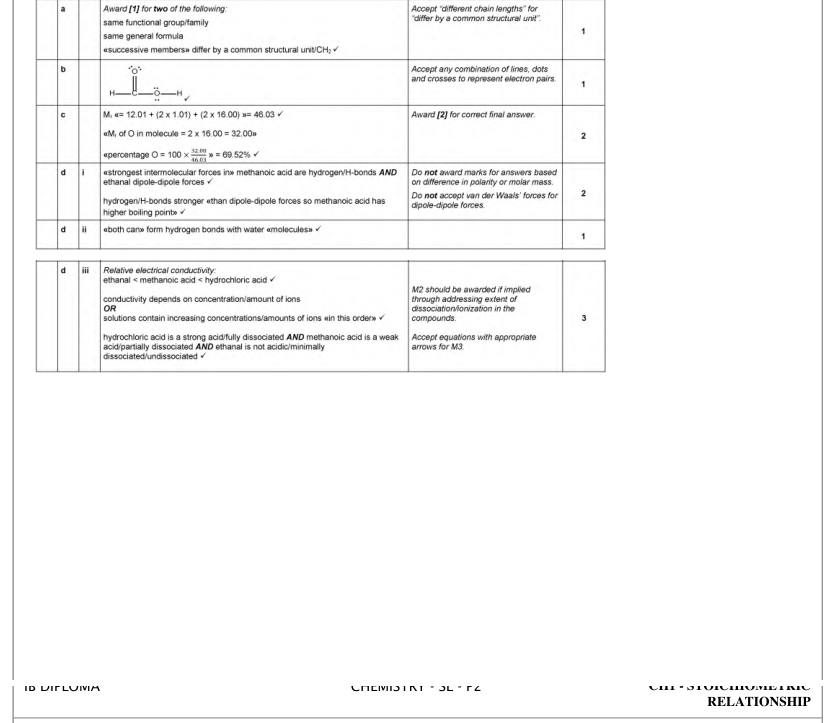 a
Award [1] for two of the following:
same functional group/family
same general formula
«successive members» differ by a common structural unit/CH₂ ✓
Accept "different chain lengths" for
"differ by a common structural unit".
1
b
O
H—C—O—H ✓
Accept any combination of lines, dots
and crosses to represent electron pairs.
1
c
Mᵣ «= 12.01 + (2 x 1.01) + (2 x 16.00) »= 46.03 ✓
«Mᵣ of O in molecule = 2 x 16.00 = 32.00»
«percentage O = 100 × 32.00/46.03 » = 69.52% ✓
Award [2] for correct final answer.
2
d i
«strongest intermolecular forces in» methanoic acid are hydrogen/H-bonds AND
ethanal dipole-dipole forces ✓
hydrogen/H-bonds stronger «than dipole-dipole forces so methanoic acid has
higher boiling point» ✓
Do not award marks for answers based
on difference in polarity or molar mass.
Do not accept van der Waals' forces for
dipole-dipole forces.
2
d ii
«both can» form hydrogen bonds with water «molecules» ✓
1
d iii
Relative electrical conductivity:
ethanal < methanoic acid < hydrochloric acid ✓
conductivity depends on concentration/amount of ions
OR
solutions contain increasing concentrations/amounts of ions «in this order» ✓
hydrochloric acid is a strong acid/fully dissociated AND methanoic acid is a weak
acid/partially dissociated AND ethanal is not acidic/minimally
dissociated/undissociated ✓
M2 should be awarded if implied
through addressing extent of
dissociation/ionization in the
compounds.
Accept equations with appropriate
arrows for M3.
3
IB DIPLOMA
CHEMISTRY - SL - P2
CH1 - STOICHIOMETRIC
RELATIONSHIP